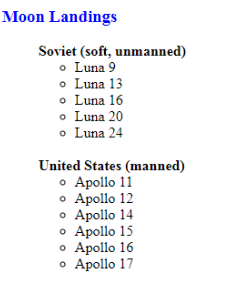 Moon Landings
Soviet (soft, unmanned)
Luna 9
Luna 13
Luna 16
Luna 20
Luna 24
United States (manned)
Apollo 11
Apollo 12
Apollo 14
Apollo 15
Apollo 16
Apollo 17